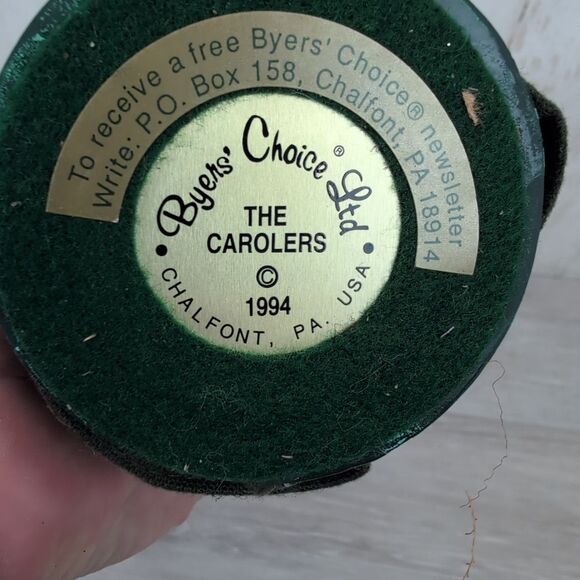 To receive a free Byers' Choice® newsletter
Write: P.O. Box 158, Chalfont, PA 18914
Byers' Choice® Ltd
THE
CAROLERS
©
1994
• CHALFONT, PA. USA •